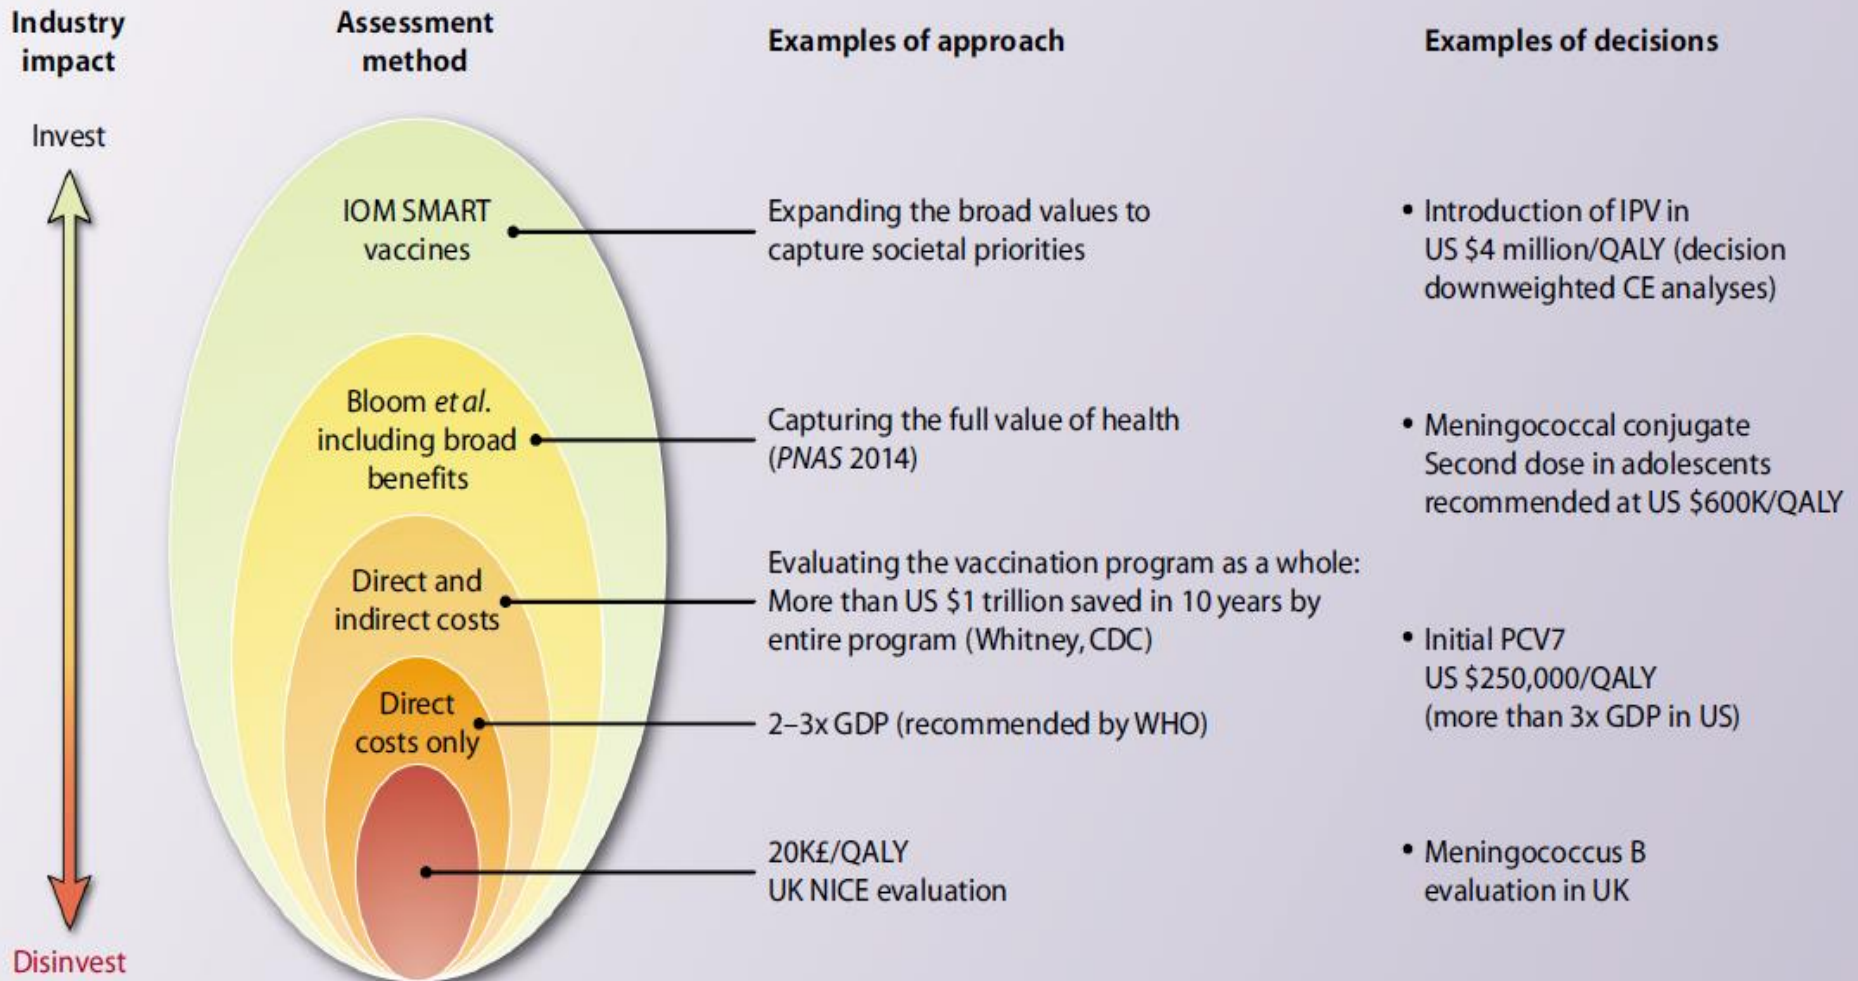 Industry
impact
Assessment
method
Examples of approach
Examples of decisions
Invest
IOM SMART
vaccines
Expanding the broad values to
capture societal priorities
• Introduction of IPV in
US $4 million/QALY (decision
downweighted CE analyses)
Bloom et al.
including broad
benefits
Capturing the full value of health
(PNAS 2014)
• Meningococcal conjugate
Second dose in adolescents
recommended at US $600K/QALY
Direct and
indirect costs
Evaluating the vaccination program as a whole:
More than US $1 trillion saved in 10 years by
entire program (Whitney, CDC)
• Initial PCV7
US $250,000/QALY
(more than 3x GDP in US)
Direct
costs only
2–3x GDP (recommended by WHO)
20K£/QALY
UK NICE evaluation
• Meningococcus B
evaluation in UK
Disinvest